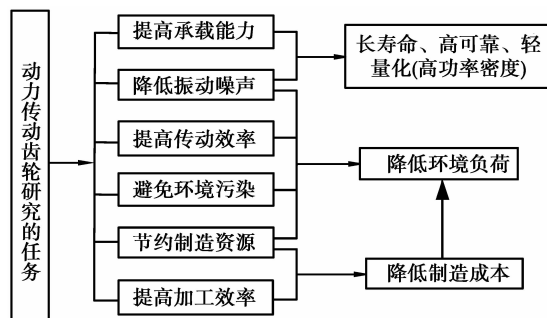 动力传动齿轮研究的任务
提高承载能力
降低振动噪声
提高传动效率
避免环境污染
节约制造资源
提高加工效率
长寿命、高可靠、轻
量化(高功率密度)
降低环境负荷
降低制造成本